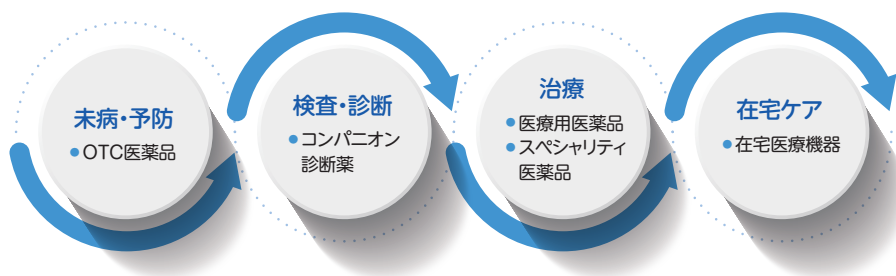 未病・予防
●OTC医薬品
検査・診断
●コンパニオン
診断薬
治療
●医療用医薬品
●スペシャリティ
医薬品
在宅ケア
●在宅医療機器